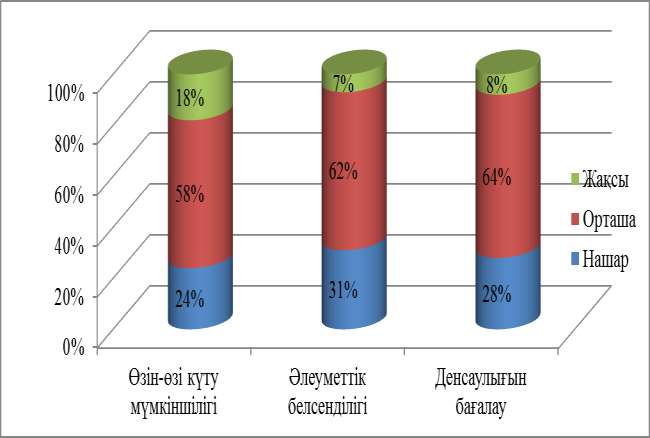 100%
80%
60%
40%
20%
0%
18%
58%
24%
7%
62%
31%
8%
64%
28%
Жақсы
Орташа
Нашар
Өзін-өзі күту
мүмкіншілігі
Әлеуметтік
белсенділігі
Денсаулығын
бағалау